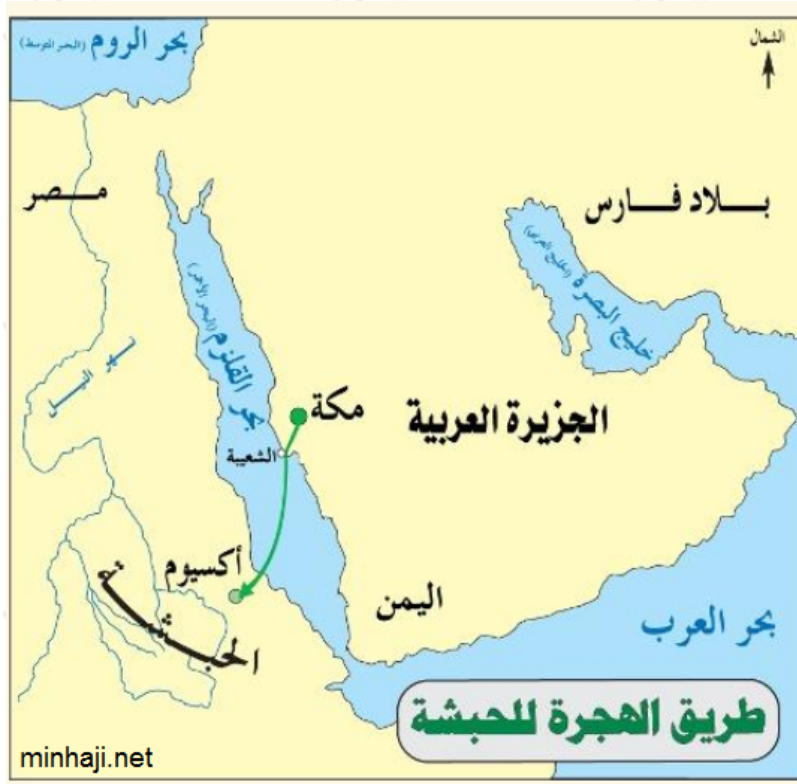 بحر الروم (البحر المتوسط)
الشمال
مصر
بلاد فارس
خليج البصرة (الخليج العربي)
بحر القلزم (البحر الأحمر)
نهر النيل
مكة
الجزيرة العربية
الشعيبة
أكسيوم
اليمن
الحبشة
بحر العرب
طريق الهجرة للحبشة
minhaji.net